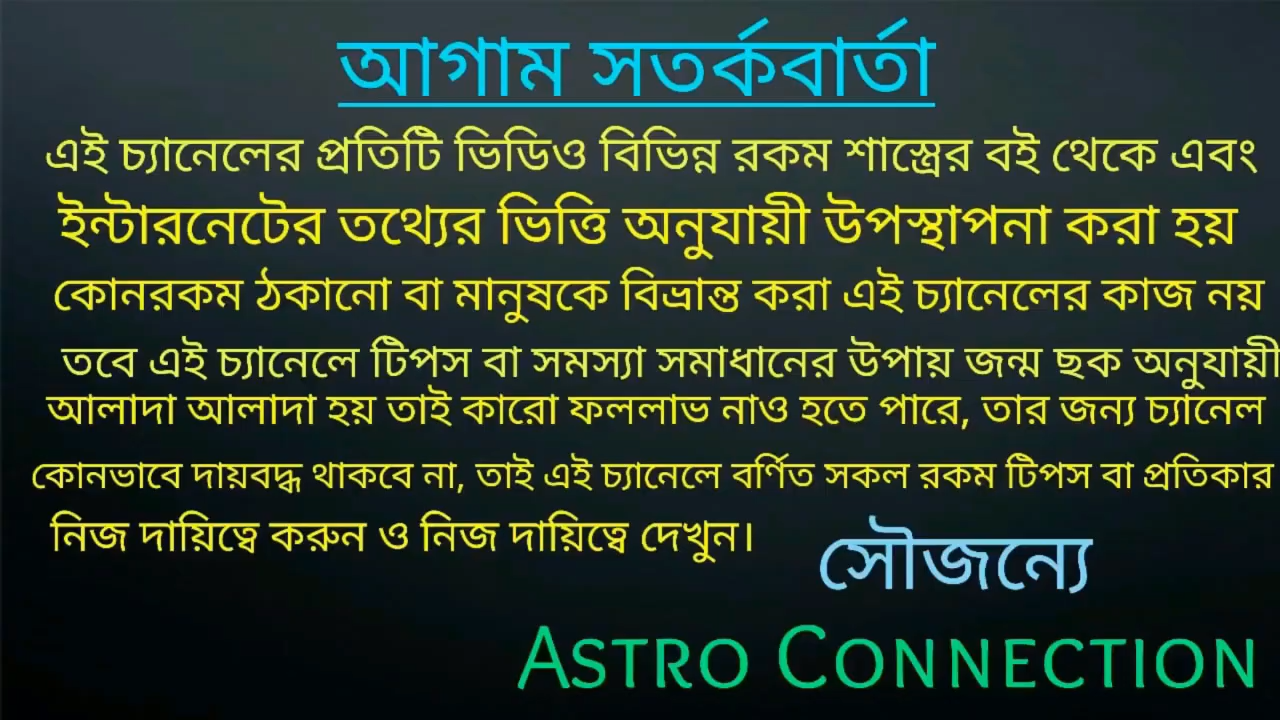 আগাম সতর্কবার্তা
এই চ্যানেলের প্রতিটি ভিডিও বিভিন্ন রকম শাস্ত্রের বই থেকে এবং
ইন্টারনেটের তথ্যের ভিত্তি অনুযায়ী উপস্থাপনা করা হয়
কোনরকম ঠকানো বা মানুষকে বিভ্রান্ত করা এই চ্যানেলের কাজ নয়
তবে এই চ্যানেলে টিপস বা সমস্যা সমাধানের উপায় জন্ম ছক অনুযায়ী
আলাদা আলাদা হয় তাই কারো ফললাভ নাও হতে পারে, তার জন্য চ্যানেল
কোনভাবে দায়বদ্ধ থাকবে না, তাই এই চ্যানেলে বর্ণিত সকল রকম টিপস বা প্রতিকার
নিজ দায়িত্বে করুন ও নিজ দায়িত্বে দেখুন।
সৌজন্যে
ASTRO CONNECTION